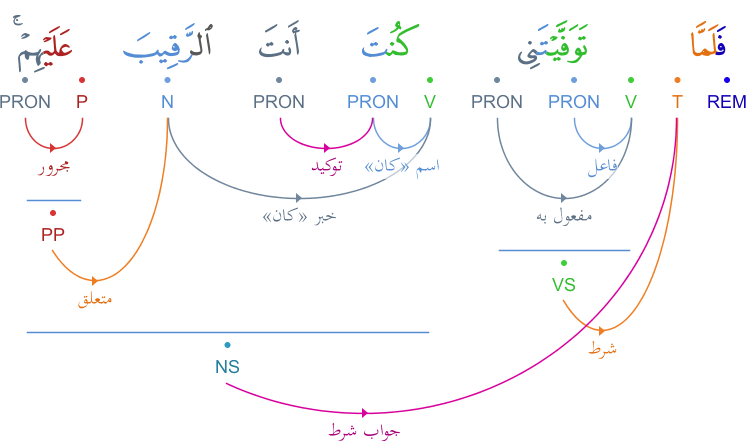 فَلَمَّا تَوَفَّيْتَنِى كُنتَ أَنتَ ٱلرَّقِيبَ عَلَيْهِمْ ۚ
REM T V PRON PRON V PRON PRON N P PRON
فاعل اسم «كان» توكيد مجرور
مفعول به خبر «كان»
PP
VS
متعلق
شرط
NS
جواب شرط